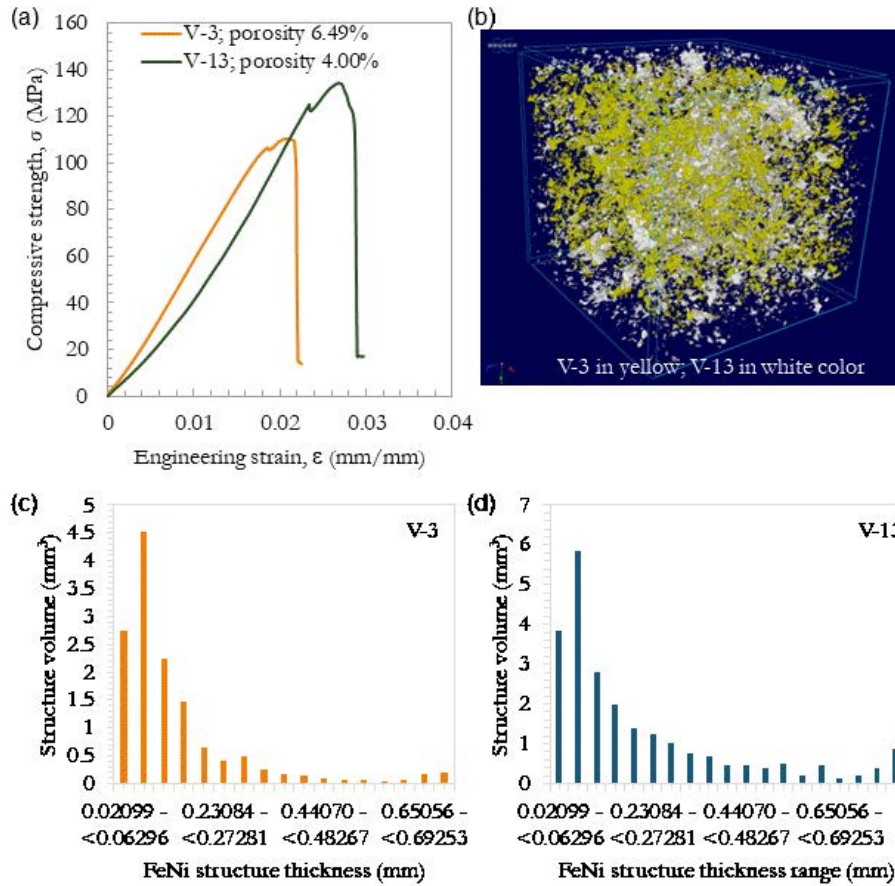 (a)
160
140
120
100
80
60
40
20
0
Compressive strength, σ (MPa)
V-3; porosity 6.49%
V-13; porosity 4.00%
0 0.01 0.02 0.03 0.04
Engineering strain, ε (mm/mm)
(b)
V-3 in yellow; V-13 in white color
(c)
5
4.5
4
3.5
3
2.5
2
1.5
1
0.5
0
Structure volume (mm³)
V-3
0.02099 - 0.23084 - 0.44070 - 0.65056 -
<0.06296 <0.27281 <0.48267 <0.69253
FeNi structure thickness (mm)
(d)
7
6
5
4
3
2
1
0
Structure volume (mm³)
V-13
0.02099 - 0.23084 - 0.44070 - 0.65056 -
<0.06296 <0.27281 <0.48267 <0.69253
FeNi structure thickness range (mm)